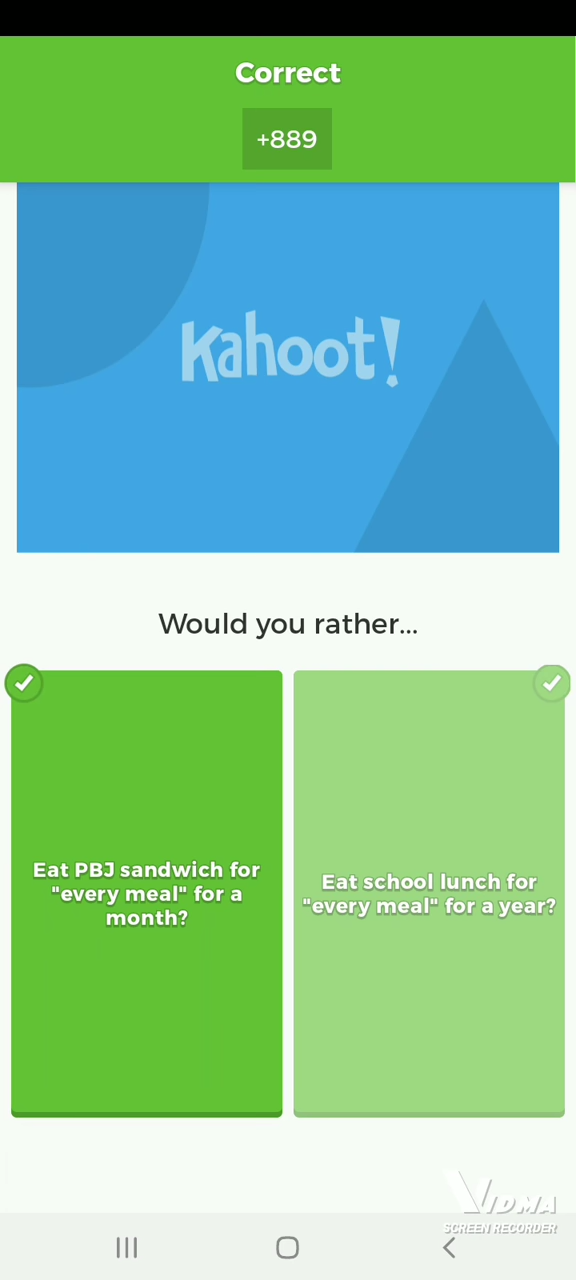 Correct
+889
Kahoot!
Would you rather...
Eat PBJ sandwich for
"every meal" for a
month?
Eat school lunch for
"every meal" for a year?
VIDMA
SCREEN RECORDER